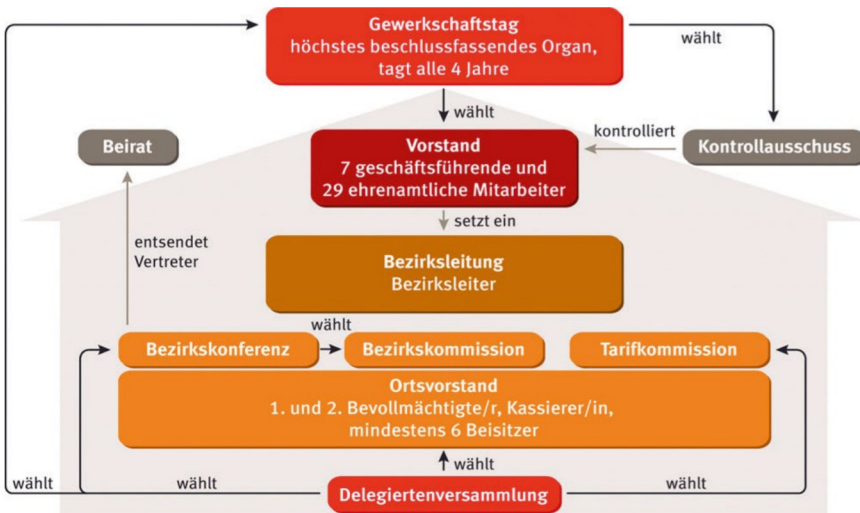 Gewerkschaftstag
höchstes beschlussfassendes Organ,
tagt alle 4 Jahre
wählt
wählt
Beirat
Vorstand
7 geschäftsführende und
29 ehrenamtliche Mitarbeiter
kontrolliert
Kontrollausschuss
setzt ein
entsendet
Vertreter
Bezirksleitung
Bezirksleiter
wählt
Bezirkskonferenz
Bezirkskommission
Tarifkommission
Ortsvorstand
1. und 2. Bevollmächtigte/r, Kassierer/in,
mindestens 6 Beisitzer
wählt
wählt
wählt
wählt
Delegiertenversammlung